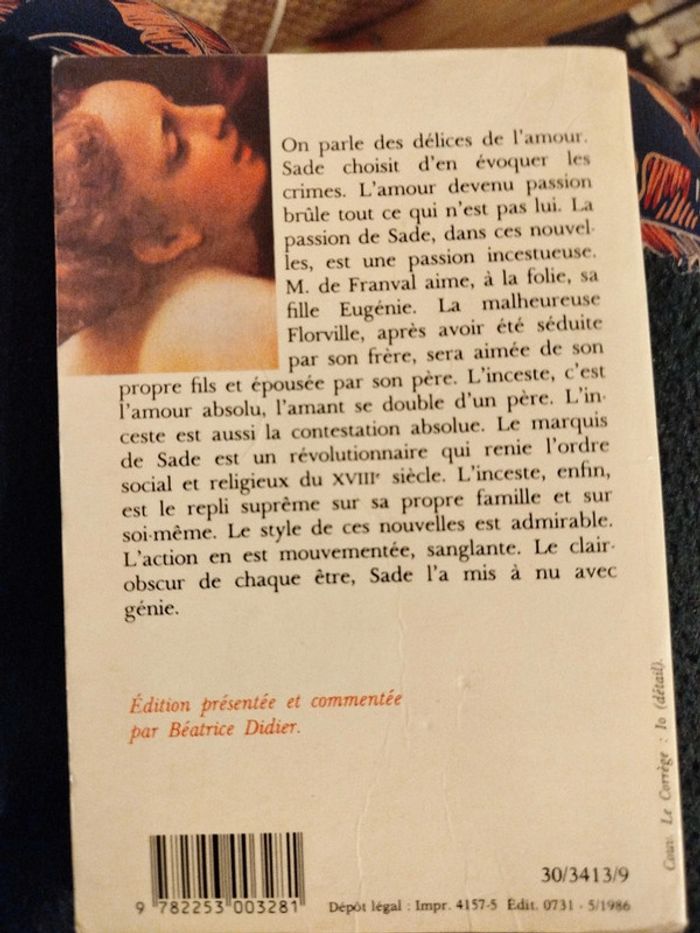 On parle des délices de l'amour.
Sade choisit d'en évoquer les
crimes. L'amour devenu passion
brûle tout ce qui n'est pas lui. La
passion de Sade, dans ces nouvel-
les, est une passion incestueuse.
M. de Franval aime, à la folie, sa
fille Eugénie. La malheureuse
Florville, après avoir été séduite
par son frère, sera aimée de son
propre fils et épousée par son père. L'inceste, c'est
l'amour absolu, l'amant se double d'un père. L'in-
ceste est aussi la contestation absolue. Le marquis
de Sade est un révolutionnaire qui renie l'ordre
social et religieux du XVIIIe siècle. L'inceste, enfin,
est le repli suprême sur sa propre famille et sur
soi-même. Le style de ces nouvelles est admirable.
L'action en est mouvementée, sanglante. Le clair-
obscur de chaque être, Sade l'a mis à nu avec
génie.
Édition présentée et commentée
par Béatrice Didier.
Couv. Le Corrège : Io (détail).
30/3413/9
9 782253 003281
Dépôt légal : Impr. 4157-5 Édit. 0731 - 5/1986